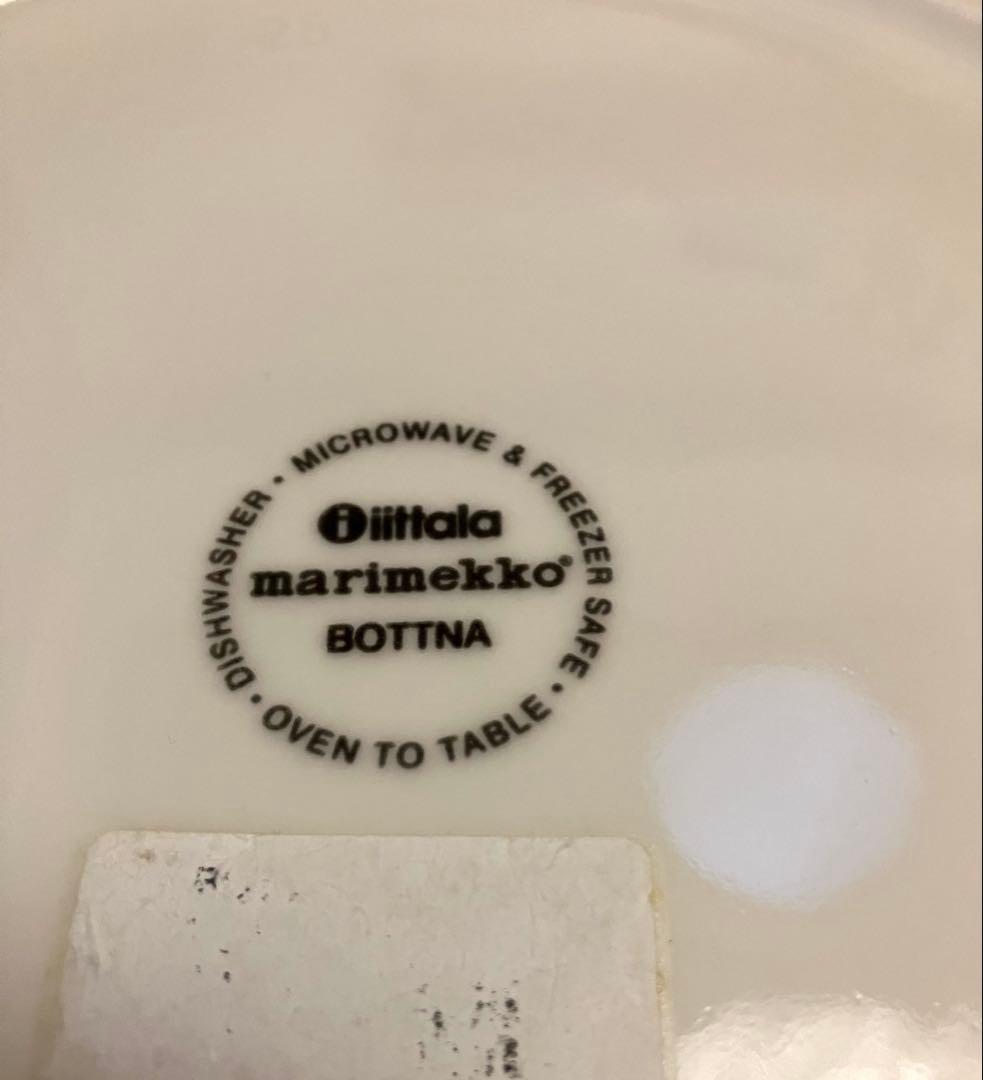 DISHWASHER • MICROWAVE & FREEZER SAFE • OVEN TO TABLE •
iittala
marimekko®
BOTTNA